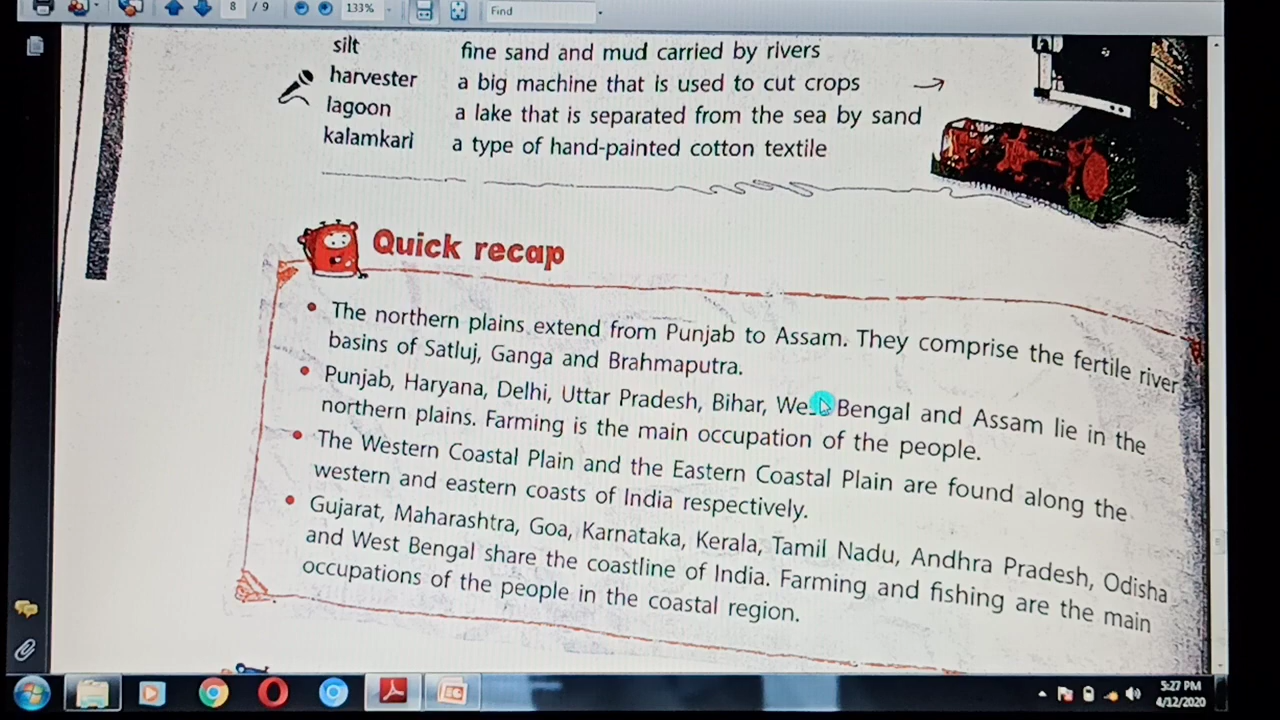 8 / 9
133%
Find
silt fine sand and mud carried by rivers
harvester a big machine that is used to cut crops
lagoon a lake that is separated from the sea by sand
kalamkari a type of hand-painted cotton textile
Quick recap
• The northern plains extend from Punjab to Assam. They comprise the fertile river
basins of Satluj, Ganga and Brahmaputra.
• Punjab, Haryana, Delhi, Uttar Pradesh, Bihar, West Bengal and Assam lie in the
northern plains. Farming is the main occupation of the people.
• The Western Coastal Plain and the Eastern Coastal Plain are found along the
western and eastern coasts of India respectively.
• Gujarat, Maharashtra, Goa, Karnataka, Kerala, Tamil Nadu, Andhra Pradesh, Odisha
and West Bengal share the coastline of India. Farming and fishing are the main
occupations of the people in the coastal region.
5:27 PM
4/12/2020